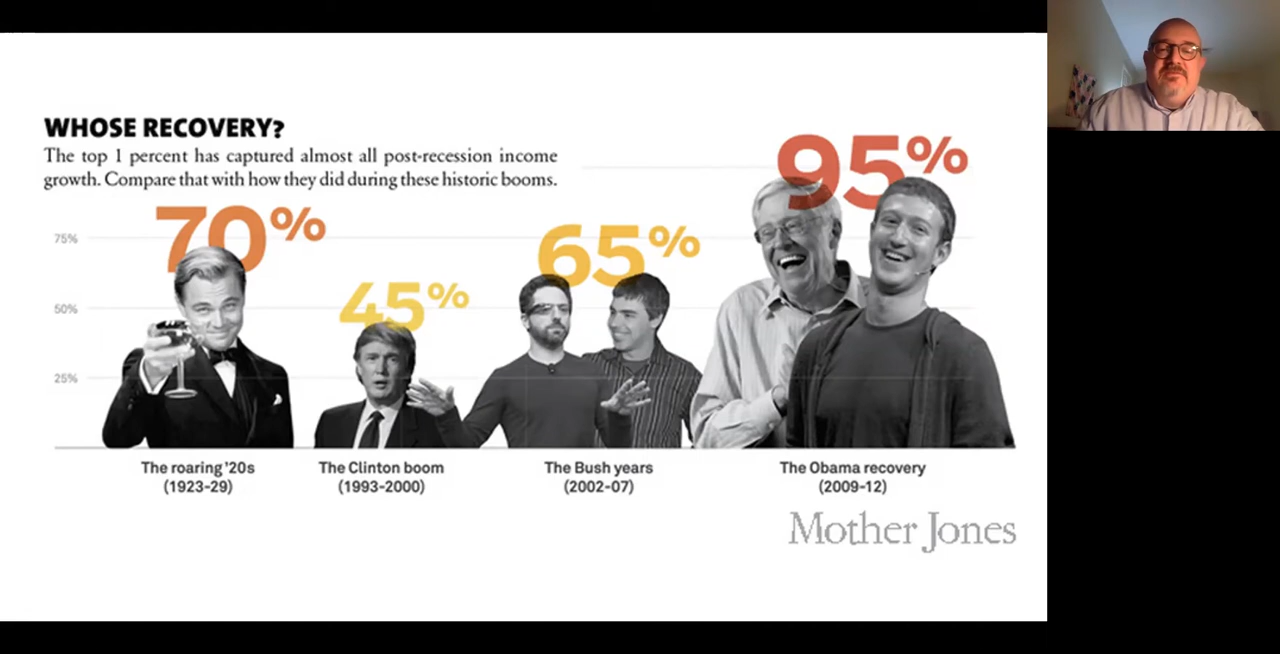 WHOSE RECOVERY?
The top 1 percent has captured almost all post-recession income
growth. Compare that with how they did during these historic booms.
95%
70%
65%
75%
45%
50%
25%
The roaring '20s
(1923-29)
The Clinton boom
(1993-2000)
The Bush years
(2002-07)
The Obama recovery
(2009-12)
Mother Jones